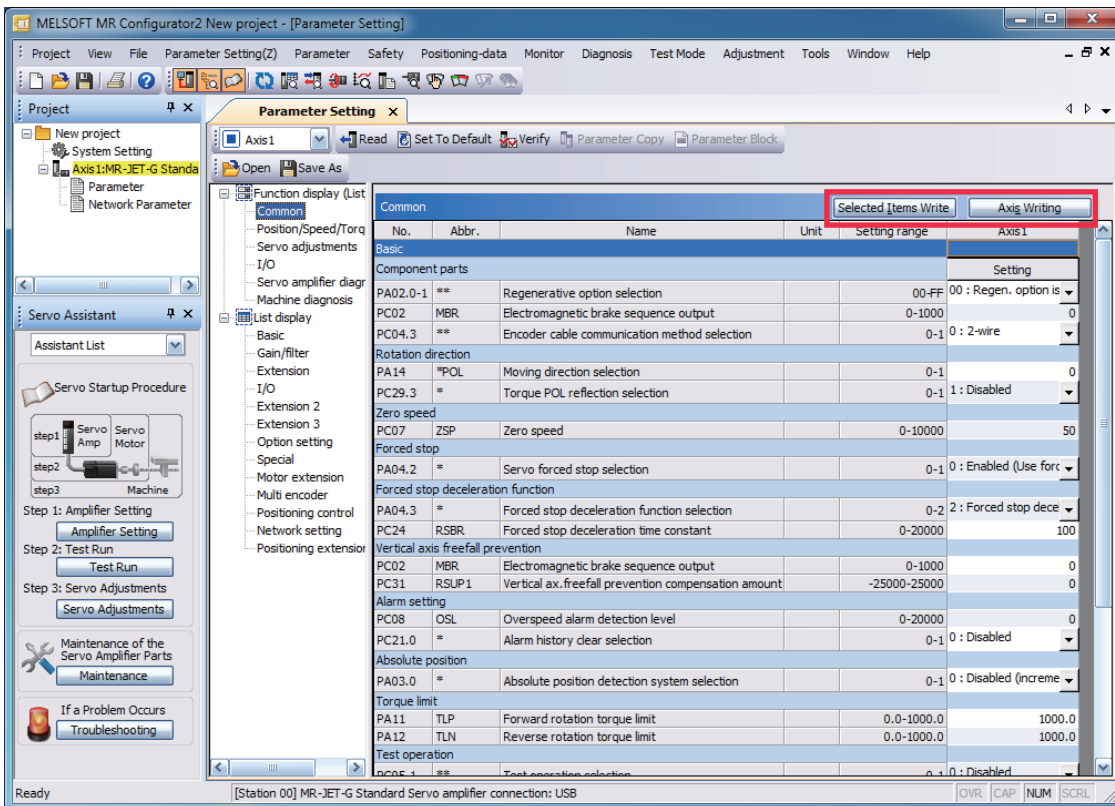 MELSOFT MR Configurator2 New project - [Parameter Setting]
Project View File Parameter Setting(Z) Parameter Safety Positioning-data Monitor Diagnosis Test Mode Adjustment Tools Window Help
Project
New project
System Setting
Axis1:MR-JET-G Standa
Parameter
Network Parameter
Servo Assistant
Assistant List
Servo Startup Procedure
step1 Servo Amp Servo Motor
step2
step3 Machine
Step 1: Amplifier Setting
Amplifier Setting
Step 2: Test Run
Test Run
Step 3: Servo Adjustments
Servo Adjustments
Maintenance of the
Servo Amplifier Parts
Maintenance
If a Problem Occurs
Troubleshooting
Parameter Setting
Axis1 Read Set To Default Verify Parameter Copy Parameter Block
Open Save As
Function display (List
Common
Position/Speed/Torq
Servo adjustments
I/O
Servo amplifier diagr
Machine diagnosis
List display
Basic
Gain/filter
Extension
I/O
Extension 2
Extension 3
Option setting
Special
Motor extension
Multi encoder
Positioning control
Network setting
Positioning extension
Common Selected Items Write Axis Writing
No. Abbr. Name Unit Setting range Axis1
Basic
Component parts Setting
PA02.0-1 ** Regenerative option selection 00-FF 00 : Regen. option is
PC02 MBR Electromagnetic brake sequence output 0-1000 0
PC04.3 ** Encoder cable communication method selection 0-1 0 : 2-wire
Rotation direction
PA14 *POL Moving direction selection 0-1 0
PC29.3 * Torque POL reflection selection 0-1 1 : Disabled
Zero speed
PC07 ZSP Zero speed 0-10000 50
Forced stop
PA04.2 * Servo forced stop selection 0-1 0 : Enabled (Use forc
Forced stop deceleration function
PA04.3 * Forced stop deceleration function selection 0-2 2 : Forced stop dece
PC24 RSBR Forced stop deceleration time constant 0-20000 100
Vertical axis freefall prevention
PC02 MBR Electromagnetic brake sequence output 0-1000 0
PC31 RSUP1 Vertical ax.freefall prevention compensation amount -25000-25000 0
Alarm setting
PC08 OSL Overspeed alarm detection level 0-20000 0
PC21.0 * Alarm history clear selection 0-1 0 : Disabled
Absolute position
PA03.0 * Absolute position detection system selection 0-1 0 : Disabled (increme
Torque limit
PA11 TLP Forward rotation torque limit 0.0-1000.0 1000.0
PA12 TLN Reverse rotation torque limit 0.0-1000.0 1000.0
Test operation
PC05.1 ** Test operation selection 0-1 0 : Disabled
Ready [Station 00] MR-JET-G Standard Servo amplifier connection: USB OVR CAP NUM SCRL